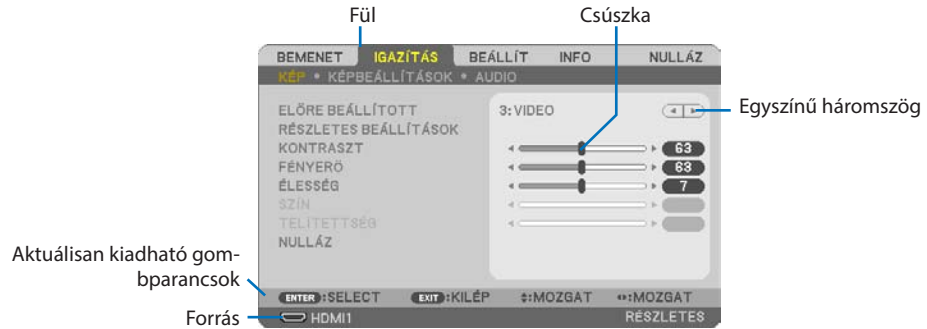 Fül
Csúszka
BEMENET IGAZÍTÁS BEÁLLÍT INFO NULLÁZ
KÉP • KÉPBEÁLLÍTÁSOK • AUDIO
ELŐRE BEÁLLÍTOTT 3:VIDEO
Egyszínű háromszög
RÉSZLETES BEÁLLÍTÁSOK
KONTRASZT 63
FÉNYERŐ 63
ÉLESSÉG 7
SZÍN
TELÍTETTSÉG
NULLÁZ
Aktuálisan kiadható gom-
bparancsok
ENTER :SELECT EXIT :KILÉP :MOZGAT :MOZGAT
Forrás
HDMI1 RÉSZLETES